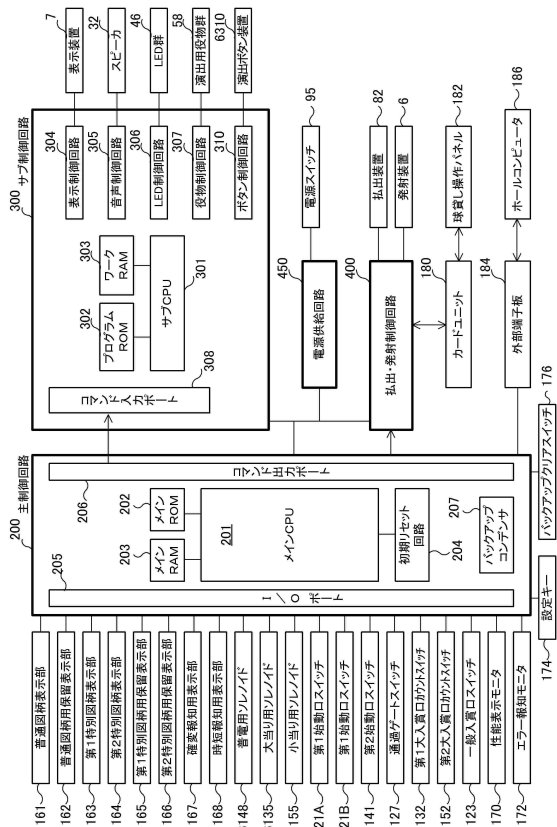 200 主制御回路
205
I/Oポート
203
メイン
RAM
202
メイン
ROM
206
201
メインCPU
初期リセット
回路
204
207
バックアップ
コンデンサ
コマンド出力ポート
161
普通図柄表示部
162
普通図柄用保留表示部
163
第1特別図柄表示部
164
第2特別図柄表示部
165
第1特別図柄用保留表示部
166
第2特別図柄用保留表示部
167
確変報知用表示部
168
時短報知用表示部
6148
普電用ソレノイド
6135
大当り用ソレノイド
155
小当り用ソレノイド
121A
第1始動口スイッチ
121B
第1始動口スイッチ
141
第2始動口スイッチ
127
通過ゲートスイッチ
132
第1大入賞口カウントスイッチ
152
第2大入賞口カウントスイッチ
123
一般入賞口スイッチ
170
性能表示モニタ
172
エラー報知モニタ
174
設定キー
176
バックアップクリアスイッチ
300 サブ制御回路
コマンド入力ポート
308
302
プログラム
ROM
303
ワーク
RAM
サブCPU
301
304
表示制御回路
305
音声制御回路
306
LED制御回路
307
役物制御回路
310
ボタン制御回路
表示装置
7
スピーカ
32
LED群
46
演出用役物群
58
演出ボタン装置
6310
450
電源供給回路
電源スイッチ
95
400
払出・発射制御回路
払出装置
82
発射装置
6
180
カードユニット
球貸し操作パネル
182
184
外部端子板
ホールコンピュータ
186